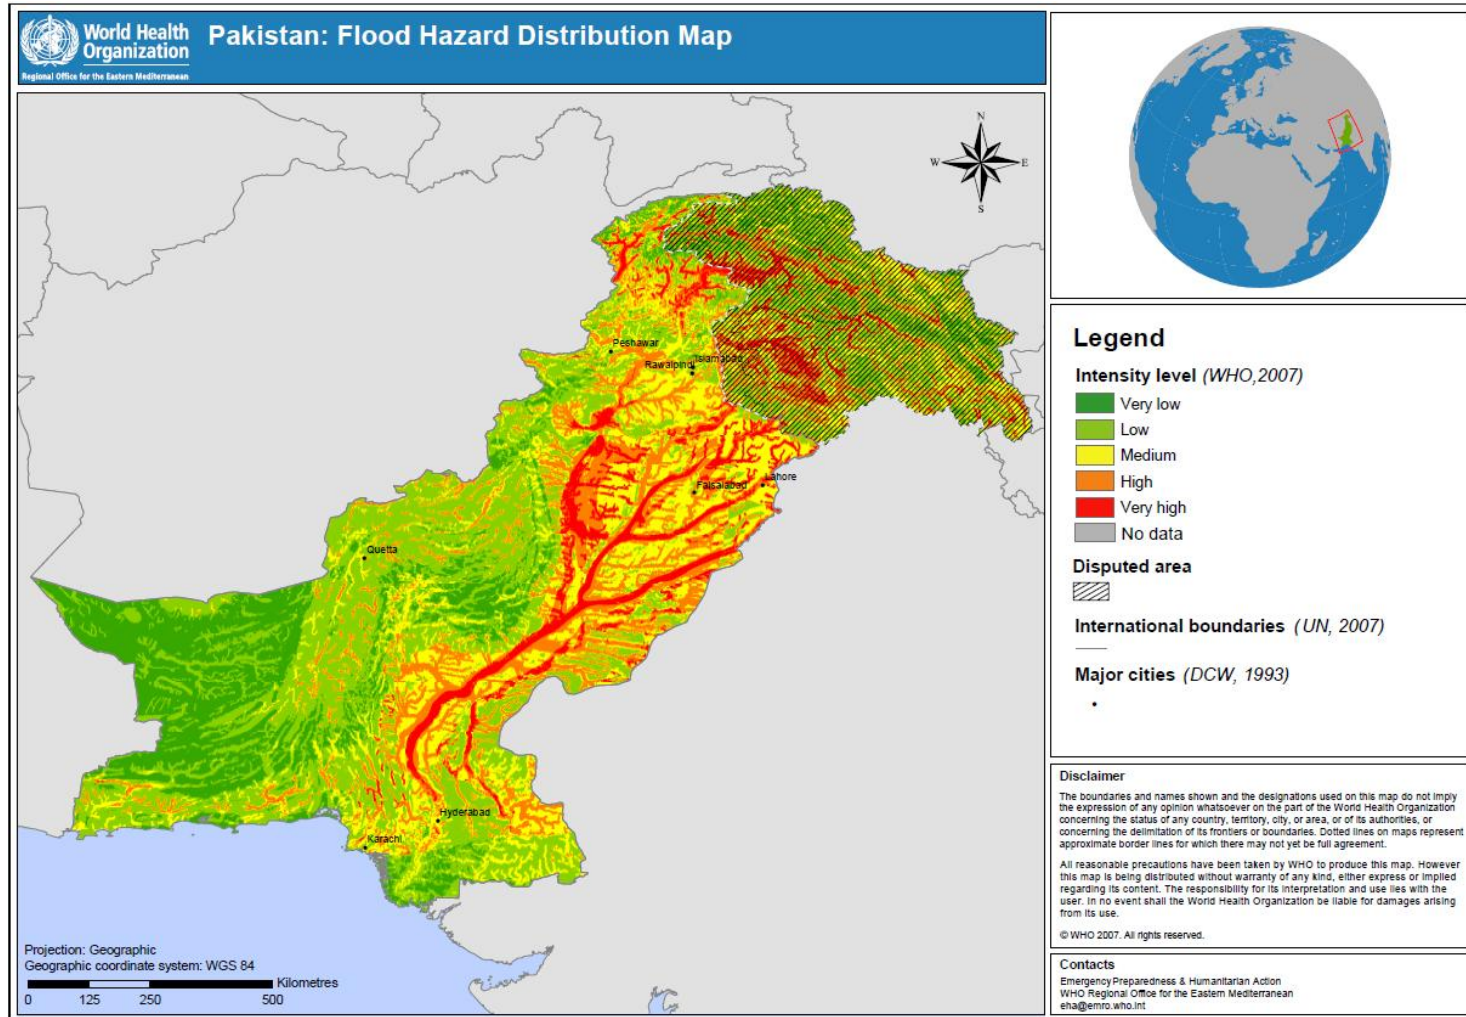 World Health
Organization
Regional Office for the Eastern Mediterranean
Pakistan: Flood Hazard Distribution Map
N
W
E
S
Peshawar
Islamabad
Rawalpindi
Lahore
Faisalabad
Quetta
Hyderabad
Karachi
Projection: Geographic
Geographic coordinate system: WGS 84
Kilometres
0 125 250 500
Legend
Intensity level (WHO,2007)
Very low
Low
Medium
High
Very high
No data
Disputed area
International boundaries (UN, 2007)
Major cities (DCW, 1993)
Disclaimer
The boundaries and names shown and the designations used on this map do not imply
the expression of any opinion whatsoever on the part of the World Health Organization
concerning the status of any country, territory, city, or area, or of its authorities, or
concerning the delimitation of its frontiers or boundaries. Dotted lines on maps represent
approximate border lines for which there may not yet be full agreement.
All reasonable precautions have been taken by WHO to produce this map. However
this map is being distributed without warranty of any kind, either express or implied
regarding its content. The responsibility for its interpretation and use lies with the
user. In no event shall the World Health Organization be liable for damages arising
from its use.
© WHO 2007. All rights reserved.
Contacts
Emergency Preparedness & Humanitarian Action
WHO Regional Office for the Eastern Mediterranean
eha@emro.who.int